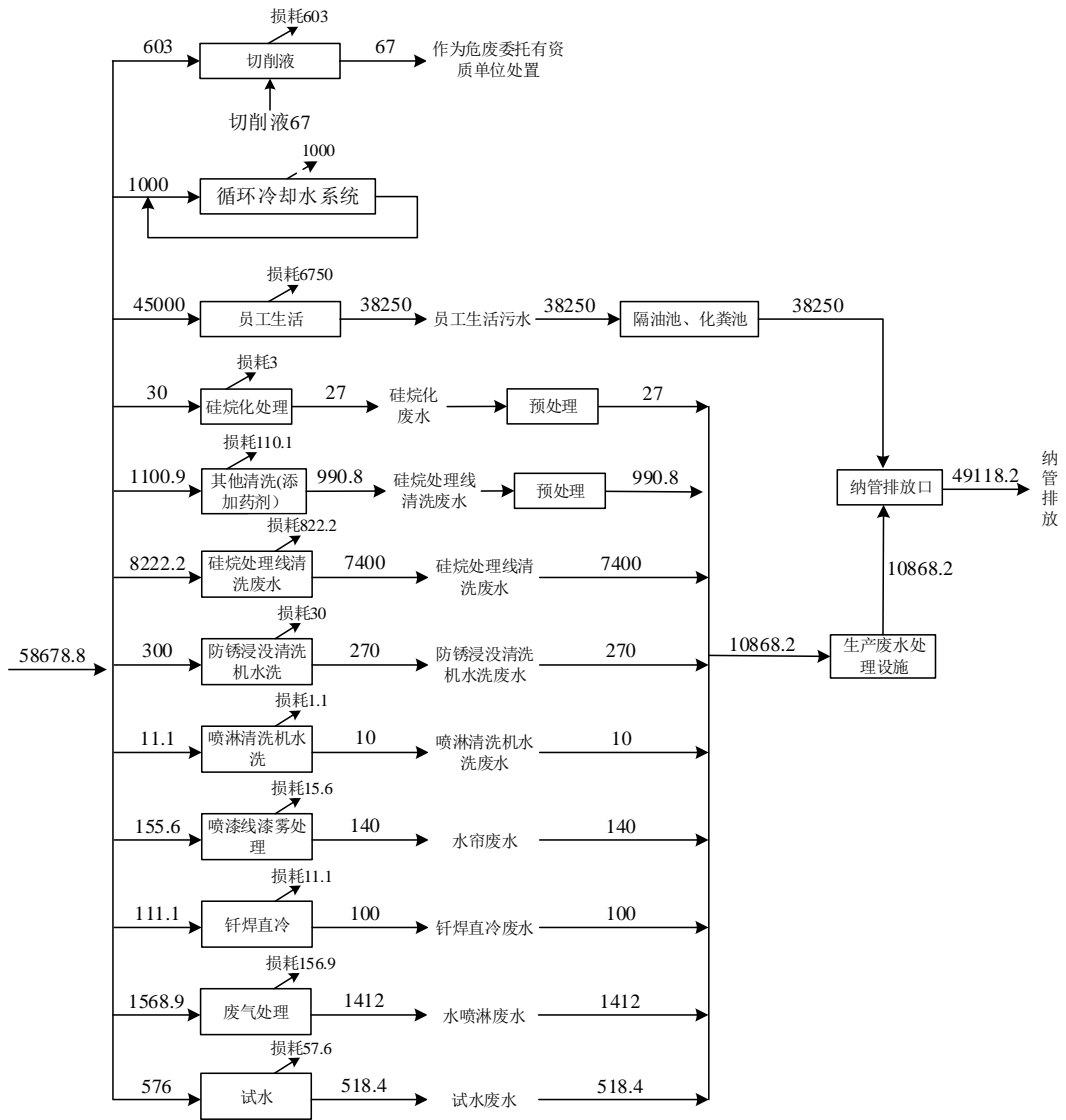 损耗603
603
切削液
67
作为危废委托有资
质单位处置
切削液67
1000
1000
循环冷却水系统
损耗6750
45000
员工生活
38250
员工生活污水
38250
隔油池、化粪池
38250
损耗3
30
硅烷化处理
27
硅烷化
废水
预处理
27
损耗110.1
1100.9
其他清洗(添
加药剂）
990.8
硅烷处理线
清洗废水
预处理
990.8
纳管排放口
49118.2
纳
管
排
放
损耗822.2
8222.2
硅烷处理线清
洗废水
7400
硅烷处理线清
洗废水
7400
10868.2
58678.8
损耗30
300
防锈浸没清洗
机水洗
270
防锈浸没清洗
机水洗废水
270
10868.2
生产废水处
理设施
损耗1.1
11.1
喷淋清洗机水
洗
10
喷淋清洗机水
洗废水
10
损耗15.6
155.6
喷漆线漆雾处
理
140
水帘废水
140
损耗11.1
111.1
钎焊直冷
100
钎焊直冷废水
100
损耗156.9
1568.9
废气处理
1412
水喷淋废水
1412
损耗57.6
576
试水
518.4
试水废水
518.4